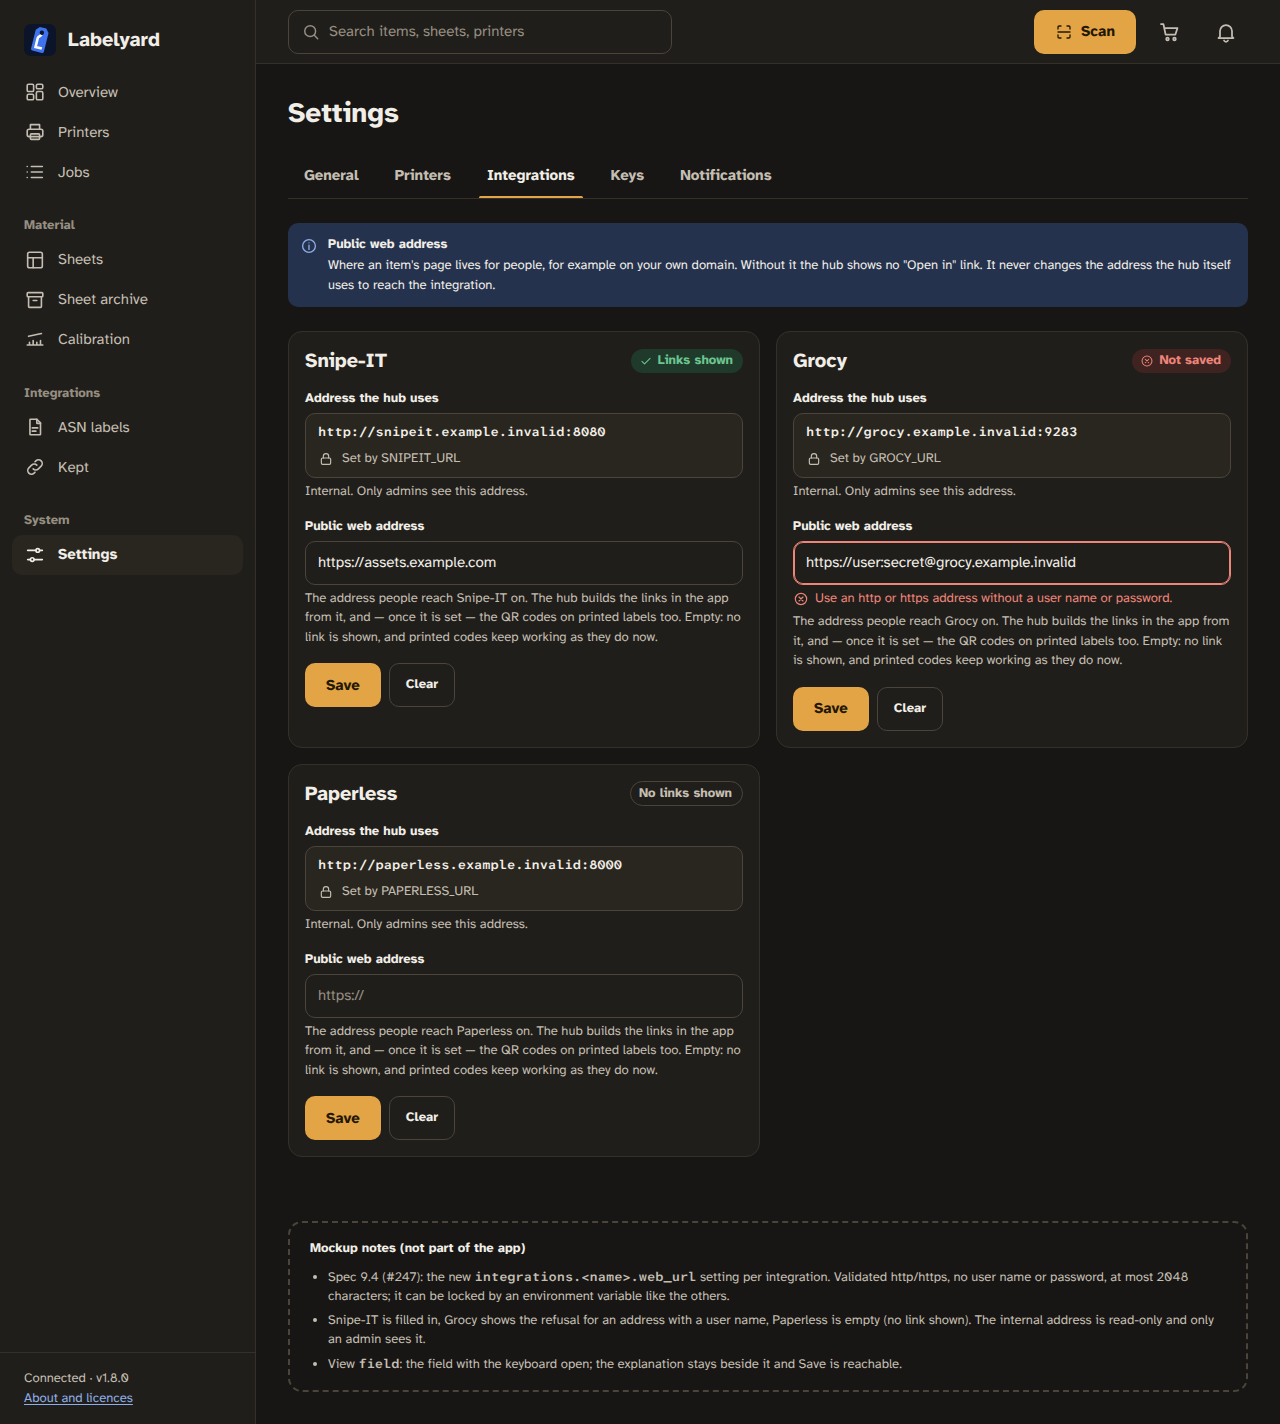 Labelyard
Search items, sheets, printers
Scan
Overview
Printers
Jobs
Material
Sheets
Sheet archive
Calibration
Integrations
ASN labels
Kept
System
Settings
Connected · v1.8.0
About and licences
Settings
General
Printers
Integrations
Keys
Notifications
Public web address
Where an item's page lives for people, for example on your own domain. Without it the hub shows no "Open in" link. It never changes the address the hub itself
uses to reach the integration.
Snipe-IT
Links shown
Address the hub uses
http://snipeit.example.invalid:8080
Set by SNIPEIT_URL
Internal. Only admins see this address.
Public web address
https://assets.example.com
The address people reach Snipe-IT on. The hub builds the links in the app
from it, and — once it is set — the QR codes on printed labels too. Empty: no
link is shown, and printed codes keep working as they do now.
Save
Clear
Grocy
Not saved
Address the hub uses
http://grocy.example.invalid:9283
Set by GROCY_URL
Internal. Only admins see this address.
Public web address
https://user:secret@grocy.example.invalid
Use an http or https address without a user name or password.
The address people reach Grocy on. The hub builds the links in the app from
it, and — once it is set — the QR codes on printed labels too. Empty: no link
is shown, and printed codes keep working as they do now.
Save
Clear
Paperless
No links shown
Address the hub uses
http://paperless.example.invalid:8000
Set by PAPERLESS_URL
Internal. Only admins see this address.
Public web address
https://
The address people reach Paperless on. The hub builds the links in the app
from it, and — once it is set — the QR codes on printed labels too. Empty: no
link is shown, and printed codes keep working as they do now.
Save
Clear
Mockup notes (not part of the app)
• Spec 9.4 (#247): the new integrations.<name>.web_url setting per integration. Validated http/https, no user name or password, at most 2048
characters; it can be locked by an environment variable like the others.
• Snipe-IT is filled in, Grocy shows the refusal for an address with a user name, Paperless is empty (no link shown). The internal address is read-only and only
an admin sees it.
• View field: the field with the keyboard open; the explanation stays beside it and Save is reachable.